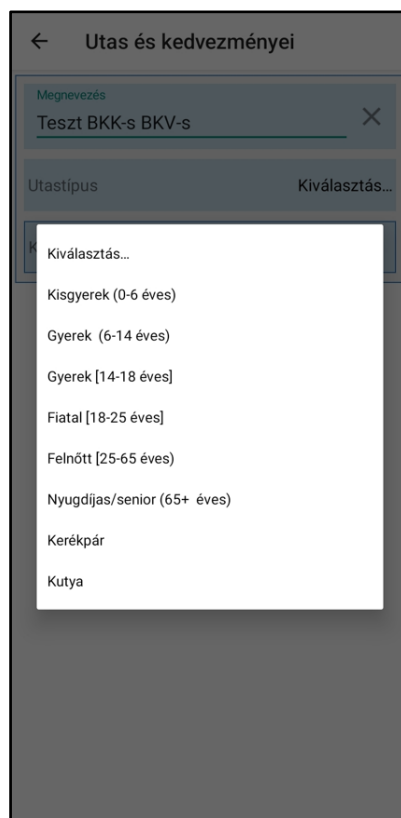 Utas és kedvezményei
Megnevezés
Teszt BKK-s BKV-s
Utastípus Kiválasztás...
K
Kiválasztás...
Kisgyerek (0-6 éves)
Gyerek  (6-14 éves)
Gyerek [14-18 éves]
Fiatal [18-25 éves]
Felnőtt [25-65 éves)
Nyugdíjas/senior (65+  éves)
Kerékpár
Kutya